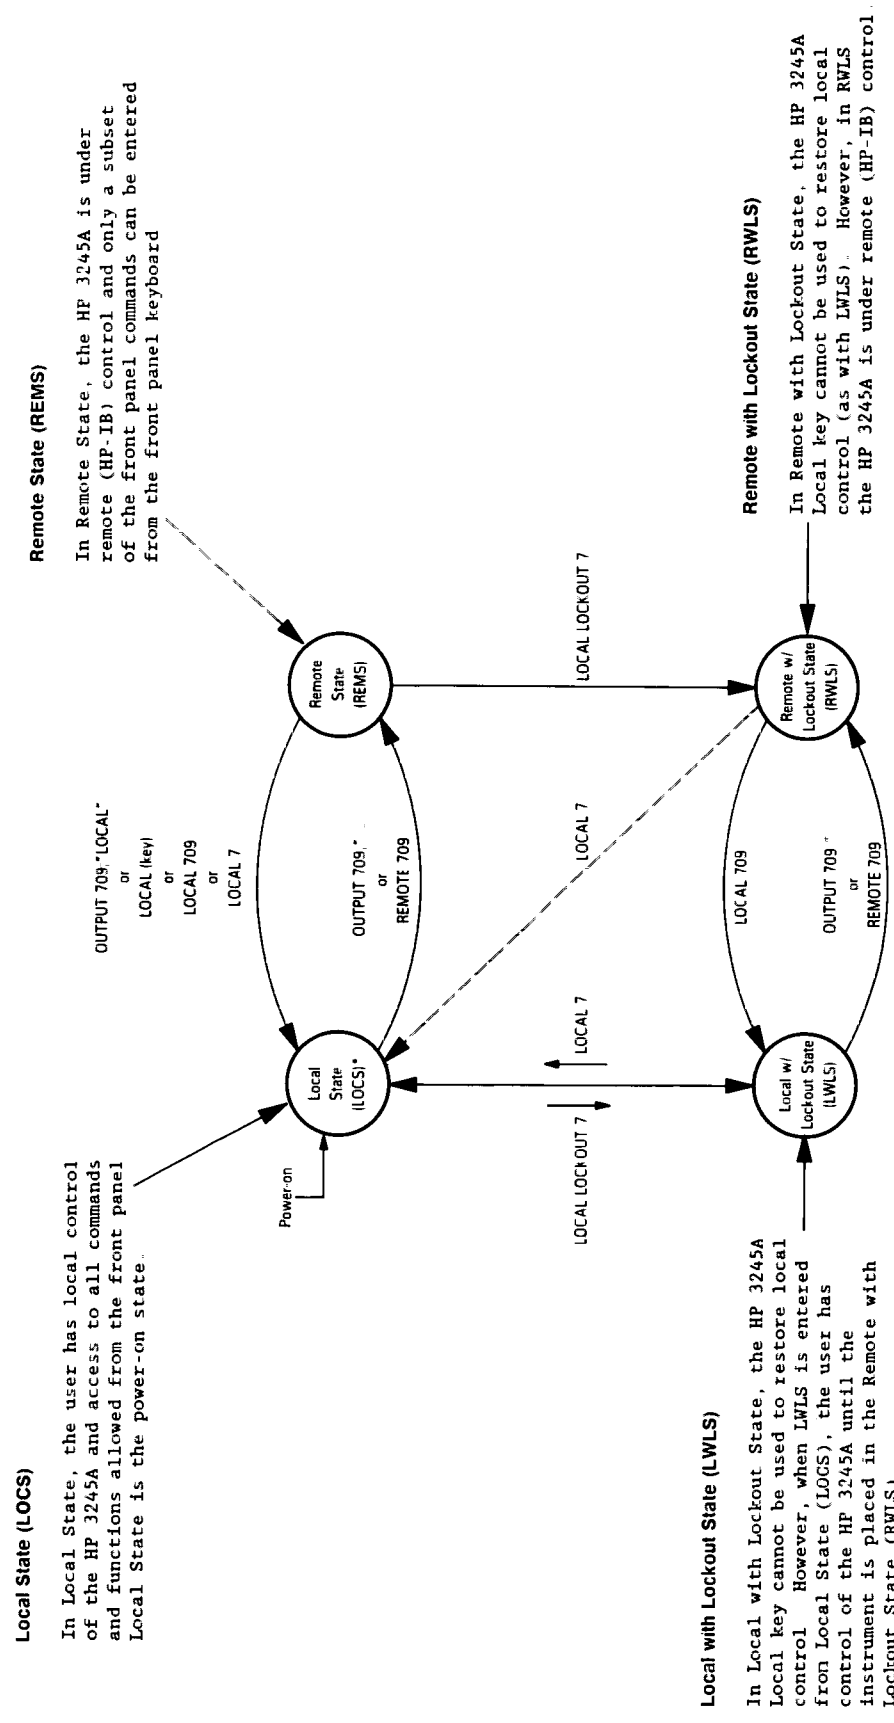 Local State (LOCS)
In Local State, the user has local control
of the HP 3245A and access to all commands
and functions allowed from the front panel
Local State is the power-on state.
Remote State (REMS)
In Remote State, the HP 3245A is under
remote (HP-IB) control and only a subset
of the front panel commands can be entered
from the front panel keyboard
OUTPUT 709,"LOCAL"
or
LOCAL (key)
or
LOCAL 709
or
LOCAL 7
Power-on
Local
State
(LOCS)*
Remote
State
(REMS)
OUTPUT 709,"
or
REMOTE 709
LOCAL LOCKOUT 7
LOCAL 7
LOCAL 7
LOCAL LOCKOUT 7
LOCAL 709
Local w/
Lockout State
(LWLS)
Remote w/
Lockout State
(RWLS)
OUTPUT 709 "
or
REMOTE 709
Local with Lockout State (LWLS)
In Local with Lockout State, the HP 3245A
Local key cannot be used to restore local
control However, when LWLS is entered
fron Local State (LOCS), the user has
control of the HP 3245A until the
instrument is placed in the Remote with
Lockout State (RWLS)
Remote with Lockout State (RWLS)
In Remote with Lockout State, the HP 3245A
Local key cannot be used to restore local
control (as with LWLS). However, in RWLS
the HP 3245A is under remote (HP-IB) control.